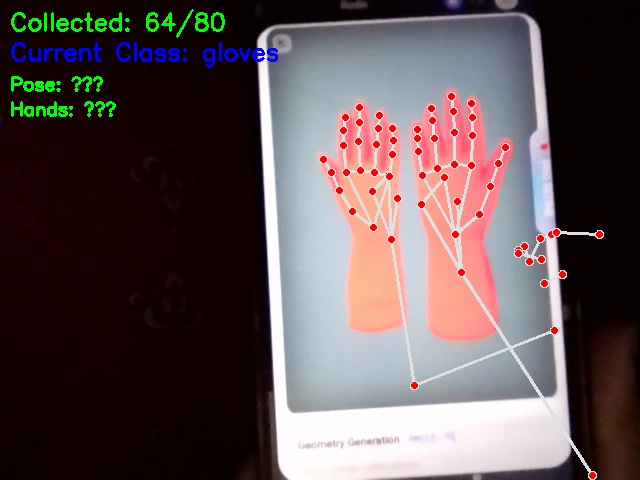 Collected: 64/80
Current Class: gloves
Pose: ???
Hands: ???
Geometry Generation